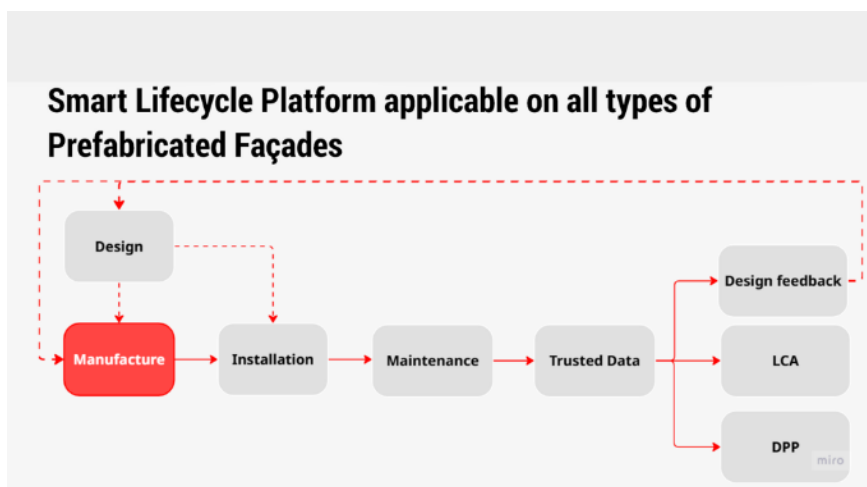 Smart Lifecycle Platform applicable on all types of
Prefabricated Façades
Design
Design feedback
Manufacture
Installation
Maintenance
Trusted Data
LCA
DPP
miro